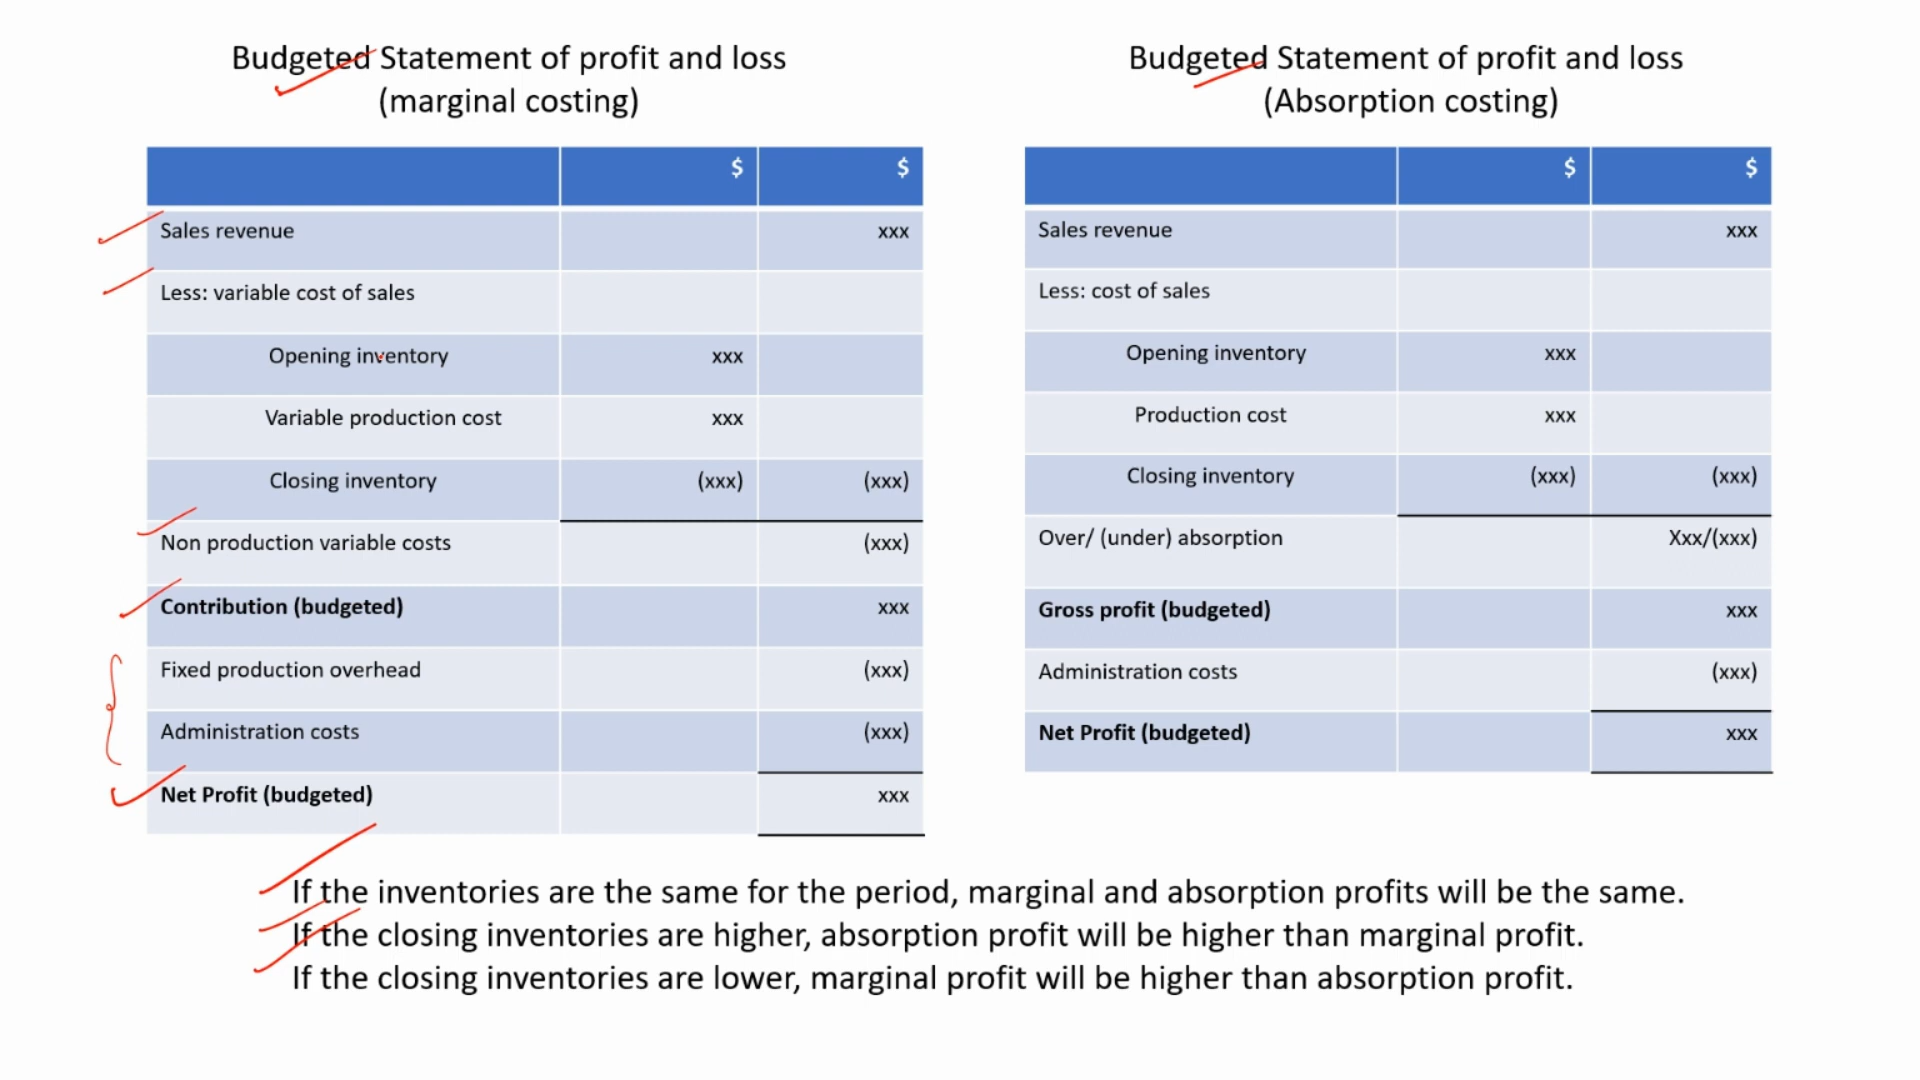 Budgeted Statement of profit and loss
(marginal costing)
$ $
Sales revenue xxx
Less: variable cost of sales
Opening inventory xxx
Variable production cost xxx
Closing inventory (xxx) (xxx)
Non production variable costs (xxx)
Contribution (budgeted) xxx
Fixed production overhead (xxx)
Administration costs (xxx)
Net Profit (budgeted) xxx
Budgeted Statement of profit and loss
(Absorption costing)
$ $
Sales revenue xxx
Less: cost of sales
Opening inventory xxx
Production cost xxx
Closing inventory (xxx) (xxx)
Over/ (under) absorption Xxx/(xxx)
Gross profit (budgeted) xxx
Administration costs (xxx)
Net Profit (budgeted) xxx
If the inventories are the same for the period, marginal and absorption profits will be the same.
If the closing inventories are higher, absorption profit will be higher than marginal profit.
If the closing inventories are lower, marginal profit will be higher than absorption profit.